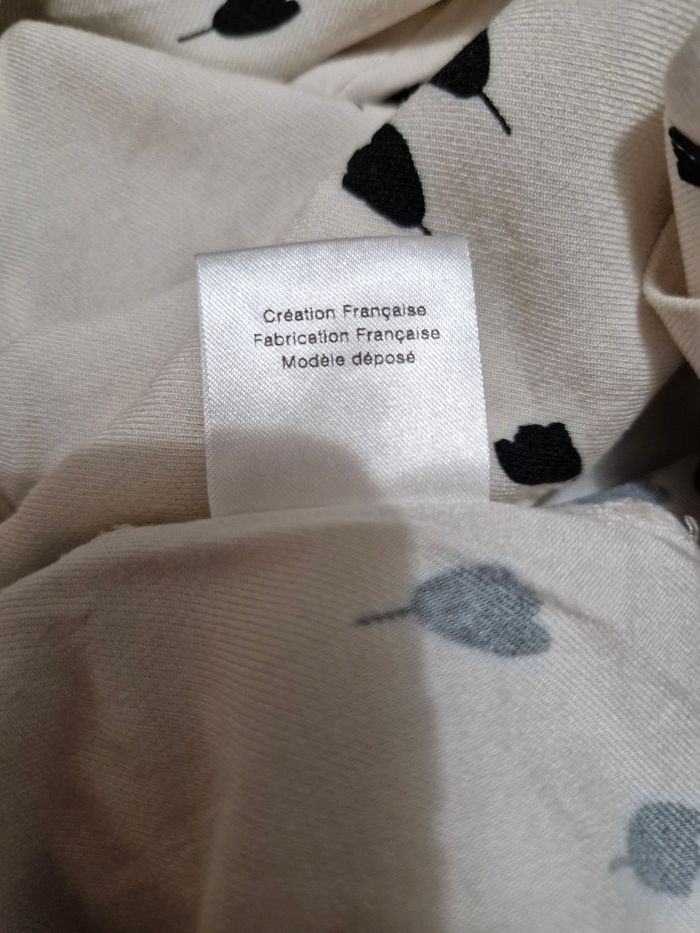 Création Française
Fabrication Française
Modèle déposé